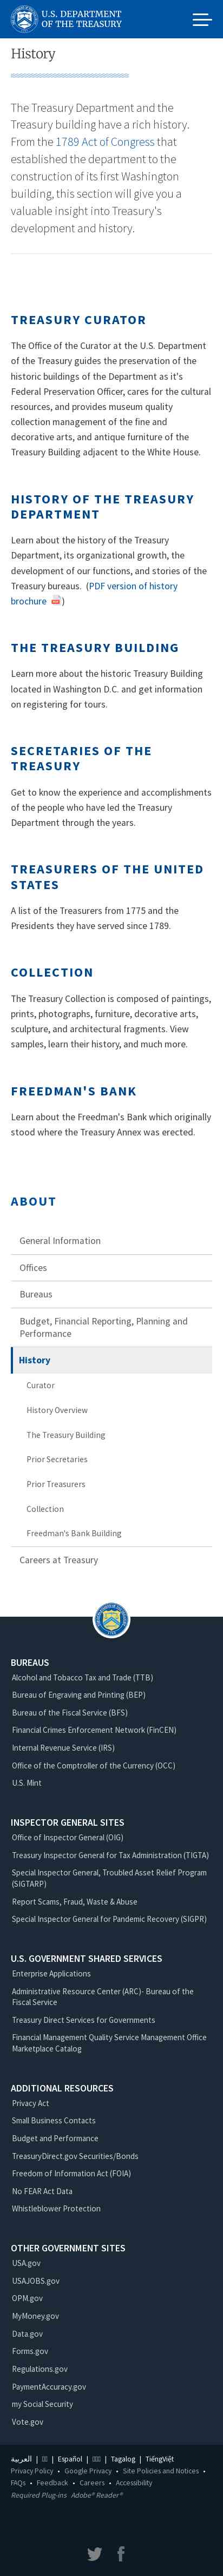 U.S. DEPARTMENT
OF THE TREASURY
History
The Treasury Department and the
Treasury building have a rich history.
From the 1789 Act of Congress that
established the department to the
construction of its first Washington
building, this section will give you a
valuable insight into Treasury's
development and history.
TREASURY CURATOR
The Office of the Curator at the U.S. Department
of the Treasury guides the preservation of the
historic buildings of the Department as it's
Federal Preservation Officer, cares for the cultural
resources, and provides museum quality
collection management of the fine and
decorative arts, and antique furniture of the
Treasury Building adjacent to the White House.
HISTORY OF THE TREASURY
DEPARTMENT
Learn about the history of the Treasury
Department, its organizational growth, the
development of our functions, and stories of the
Treasury bureaus. (PDF version of history
brochure )
THE TREASURY BUILDING
Learn more about the historic Treasury Building
located in Washington D.C. and get information
on registering for tours.
SECRETARIES OF THE
TREASURY
Get to know the experience and accomplishments
of the people who have led the Treasury
Department through the years.
TREASURERS OF THE UNITED
STATES
A list of the Treasurers from 1775 and the
Presidents they have served since 1789.
COLLECTION
The Treasury Collection is composed of paintings,
prints, photographs, furniture, decorative arts,
sculpture, and architectural fragments. View
samples, learn their history, and much more.
FREEDMAN'S BANK
Learn about the Freedman's Bank which originally
stood where the Treasury Annex was erected.
ABOUT
General Information
Offices
Bureaus
Budget, Financial Reporting, Planning and
Performance
History
Curator
History Overview
The Treasury Building
Prior Secretaries
Prior Treasurers
Collection
Freedman's Bank Building
Careers at Treasury
BUREAUS
Alcohol and Tobacco Tax and Trade (TTB)
Bureau of Engraving and Printing (BEP)
Bureau of the Fiscal Service (BFS)
Financial Crimes Enforcement Network (FinCEN)
Internal Revenue Service (IRS)
Office of the Comptroller of the Currency (OCC)
U.S. Mint
INSPECTOR GENERAL SITES
Office of Inspector General (OIG)
Treasury Inspector General for Tax Administration (TIGTA)
Special Inspector General, Troubled Asset Relief Program
(SIGTARP)
Report Scams, Fraud, Waste & Abuse
Special Inspector General for Pandemic Recovery (SIGPR)
U.S. GOVERNMENT SHARED SERVICES
Enterprise Applications
Administrative Resource Center (ARC)- Bureau of the
Fiscal Service
Treasury Direct Services for Governments
Financial Management Quality Service Management Office
Marketplace Catalog
ADDITIONAL RESOURCES
Privacy Act
Small Business Contacts
Budget and Performance
TreasuryDirect.gov Securities/Bonds
Freedom of Information Act (FOIA)
No FEAR Act Data
Whistleblower Protection
OTHER GOVERNMENT SITES
USA.gov
USAJOBS.gov
OPM.gov
MyMoney.gov
Data.gov
Forms.gov
Regulations.gov
PaymentAccuracy.gov
my Social Security
Vote.gov
العربية | | Español | | Tagalog | TiếngViệt
Privacy Policy • Google Privacy • Site Policies and Notices •
FAQs • Feedback • Careers • Accessibility
Required Plug-ins Adobe® Reader®